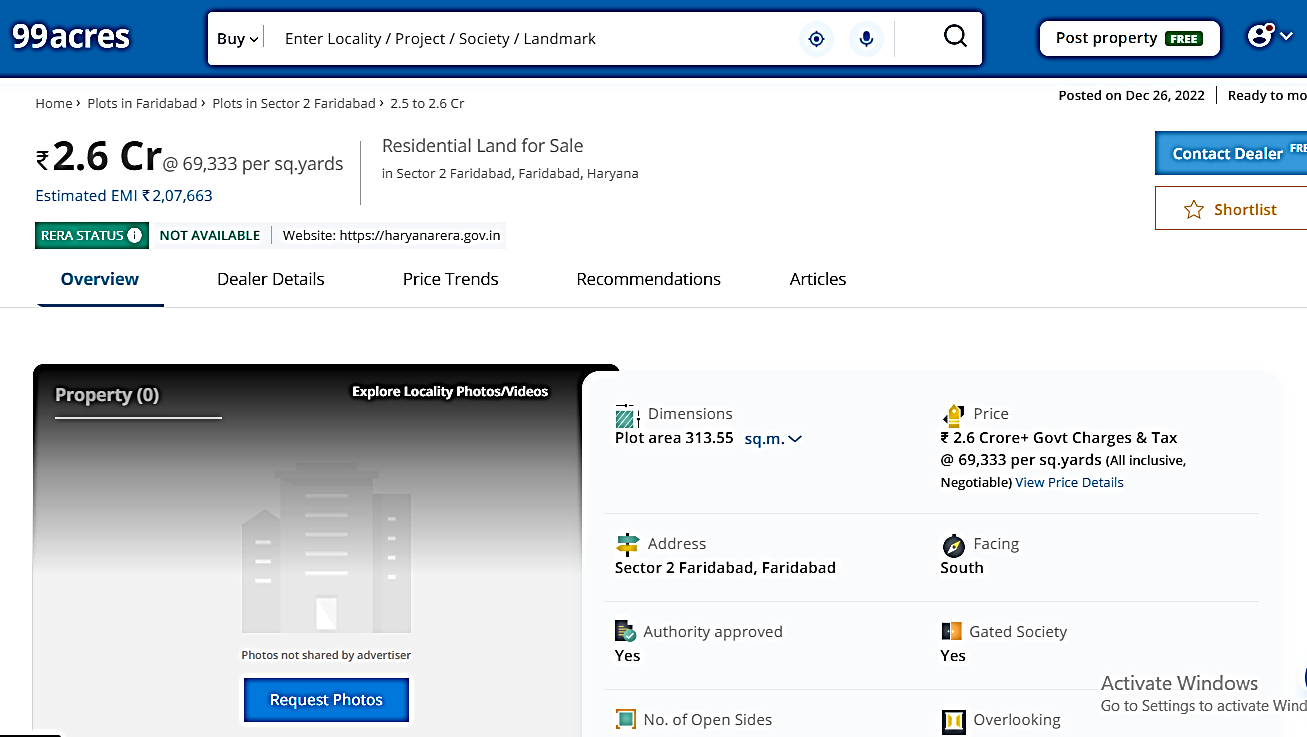 99acres
Buy
Enter Locality / Project / Society / Landmark
Post property FREE
Home › Plots in Faridabad › Plots in Sector 2 Faridabad › 2.5 to 2.6 Cr
Posted on Dec 26, 2022 | Ready to mo
₹ 2.6 Cr @ 69,333 per sq.yards
Estimated EMI ₹ 2,07,663
Residential Land for Sale
in Sector 2 Faridabad, Faridabad, Haryana
Contact Dealer FRE
Shortlist
RERA STATUS i NOT AVAILABLE | Website: https://haryanarera.gov.in
Overview Dealer Details Price Trends Recommendations Articles
Property (0)
Explore Locality Photos/Videos
Photos not shared by advertiser
Request Photos
Dimensions
Plot area 313.55 sq.m.
Price
₹ 2.6 Crore+ Govt Charges & Tax
@ 69,333 per sq.yards (All inclusive,
Negotiable) View Price Details
Address
Sector 2 Faridabad, Faridabad
Facing
South
Authority approved
Yes
Gated Society
Yes
No. of Open Sides
Overlooking
Activate Windows
Go to Settings to activate Wind